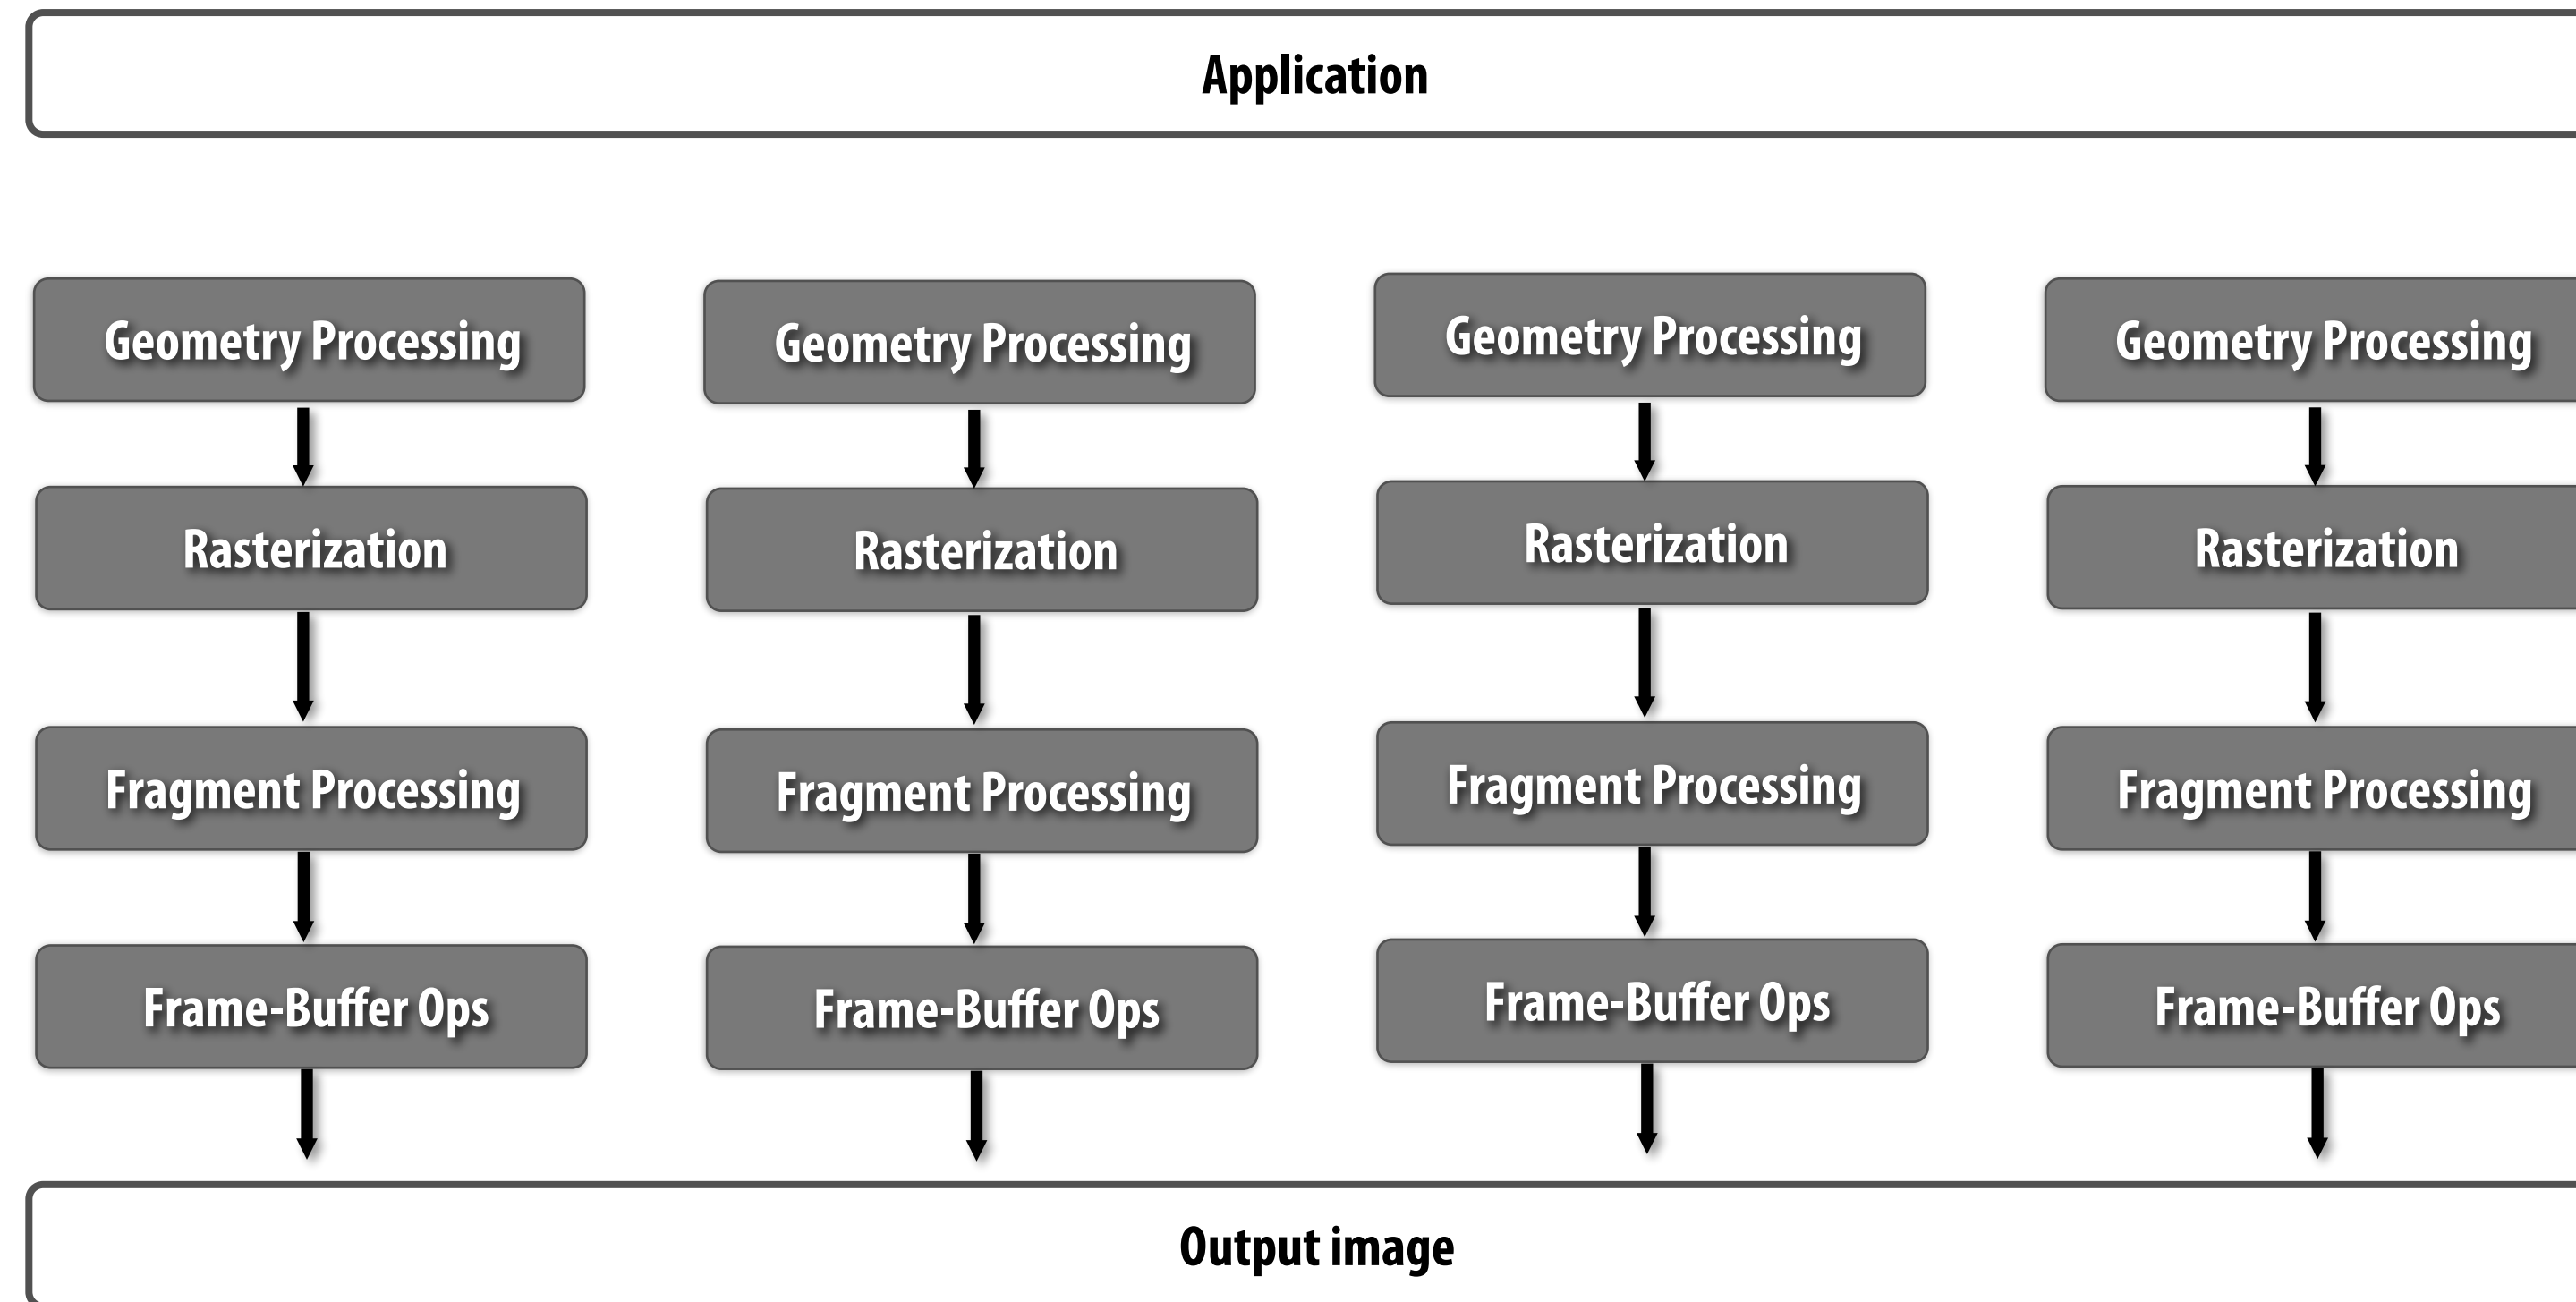 Application
Geometry Processing
Geometry Processing
Geometry Processing
Geometry Processing
Rasterization
Rasterization
Rasterization
Rasterization
Fragment Processing
Fragment Processing
Fragment Processing
Fragment Processing
Frame-Buffer Ops
Frame-Buffer Ops
Frame-Buffer Ops
Frame-Buffer Ops
Output image